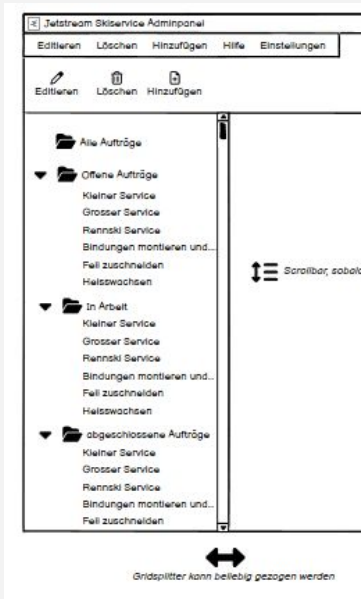 Jetstream Skiservice Adminpanel
Editieren Löschen Hinzufügen Hilfe Einstellungen
Editieren Löschen Hinzufügen
Alle Aufträge
Offene Aufträge
Kleiner Service
Grosser Service
Rennski Service
Bindungen montieren und...
Fell zuschneiden
Heisswachsen
In Arbeit
Kleiner Service
Grosser Service
Rennski Service
Bindungen montieren und...
Fell zuschneiden
Heisswachsen
abgeschlossene Aufträge
Kleiner Service
Grosser Service
Rennski Service
Bindungen montieren und...
Fell zuschneiden
Scrollbar, sobald
Gridsplitter kann beliebig gezogen werden